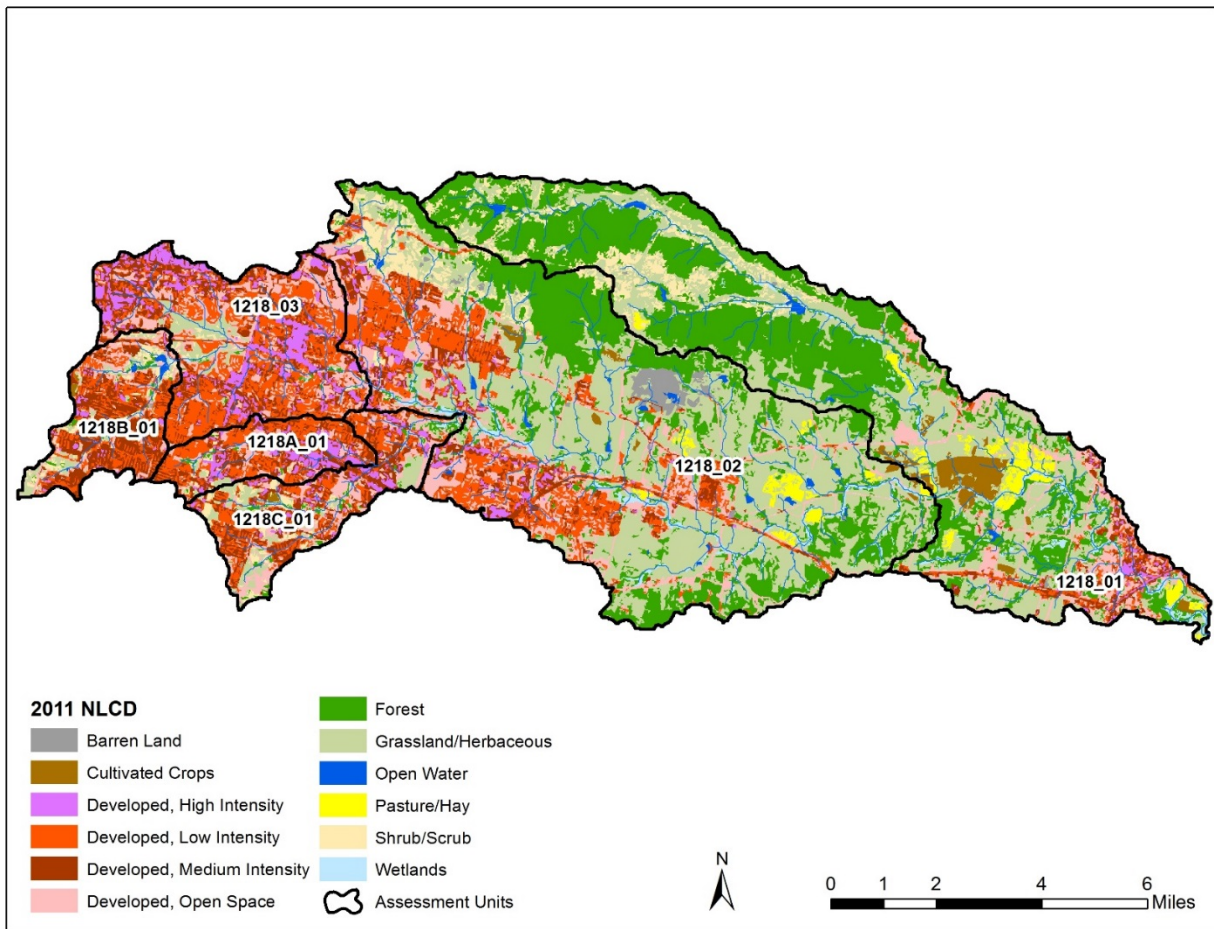 1218_03
1218B_01
1218A_01
1218_02
1218C_01
1218_01
2011 NLCD
Barren Land
Cultivated Crops
Developed, High Intensity
Developed, Low Intensity
Developed, Medium Intensity
Developed, Open Space
Forest
Grassland/Herbaceous
Open Water
Pasture/Hay
Shrub/Scrub
Wetlands
Assessment Units
N
0 1 2 4 6
Miles